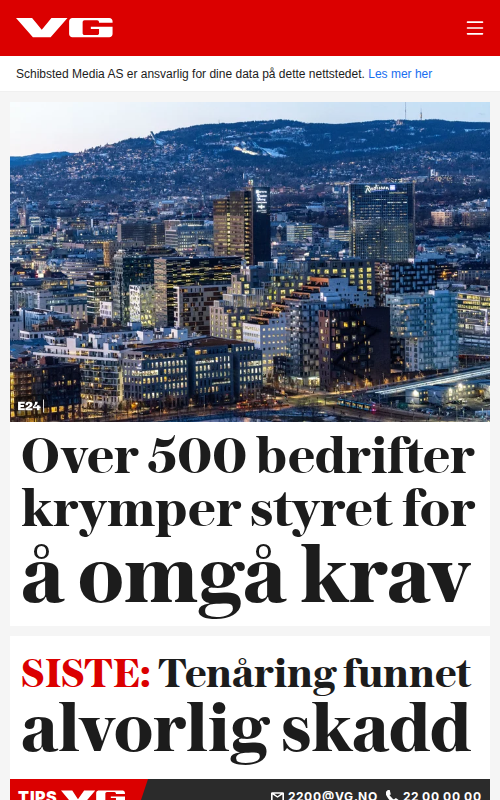 VG
Schibsted Media AS er ansvarlig for dine data på dette nettstedet. Les mer her
Radisson
E24
Over 500 bedrifter
krymper styret for
å omgå krav
SISTE: Tenåring funnet
alvorlig skadd
TIPS VG 2200@VG.NO 22 00 00 00